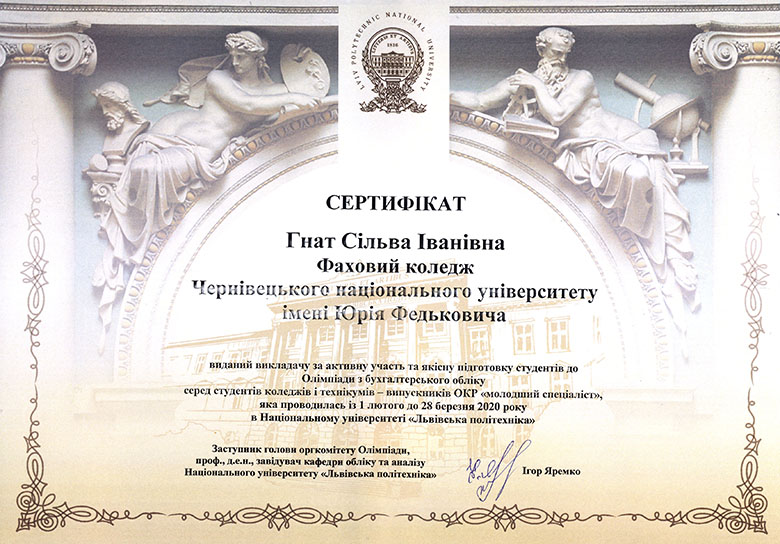 LVIV POLYTECHNIC NATIONAL UNIVERSITY
LITTERIS ET ARTIBUS
1816
СЕРТИФІКАТ
Гнат Сільва Іванівна
Фаховий коледж
Чернівецького національного університету
імені Юрія Федьковича
виданий викладачу за активну участь та якісну підготовку студентів до
Олімпіади з бухгалтерського обліку
серед студентів коледжів і технікумів – випускників ОКР «молодший спеціаліст»,
яка проводилась із 1 лютого до 28 березня 2020 року
в Національному університеті «Львівська політехніка»
Заступник голови оргкомітету Олімпіади,
проф., д.е.н., завідувач кафедри обліку та аналізу
Національного університету «Львівська політехніка»
Ігор Яремко